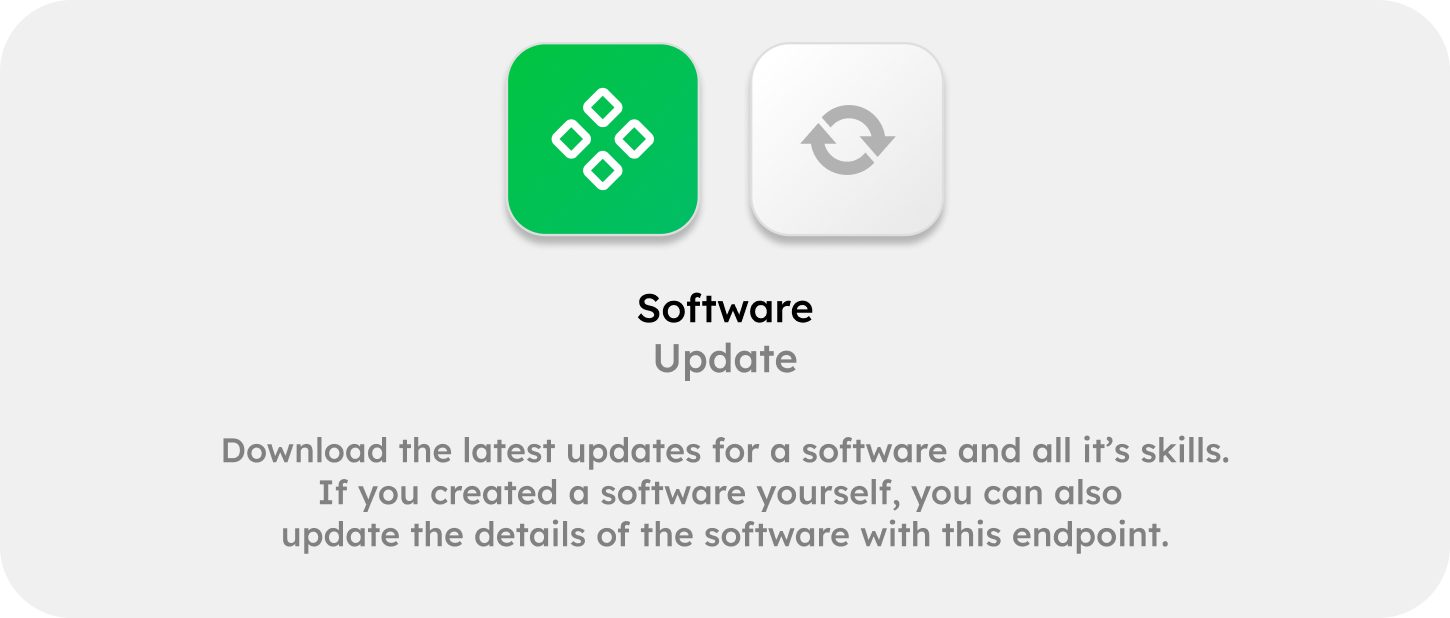 Software
Update
Download the latest updates for a software and all it’s skills.
If you created a software yourself, you can also
update the details of the software with this endpoint.